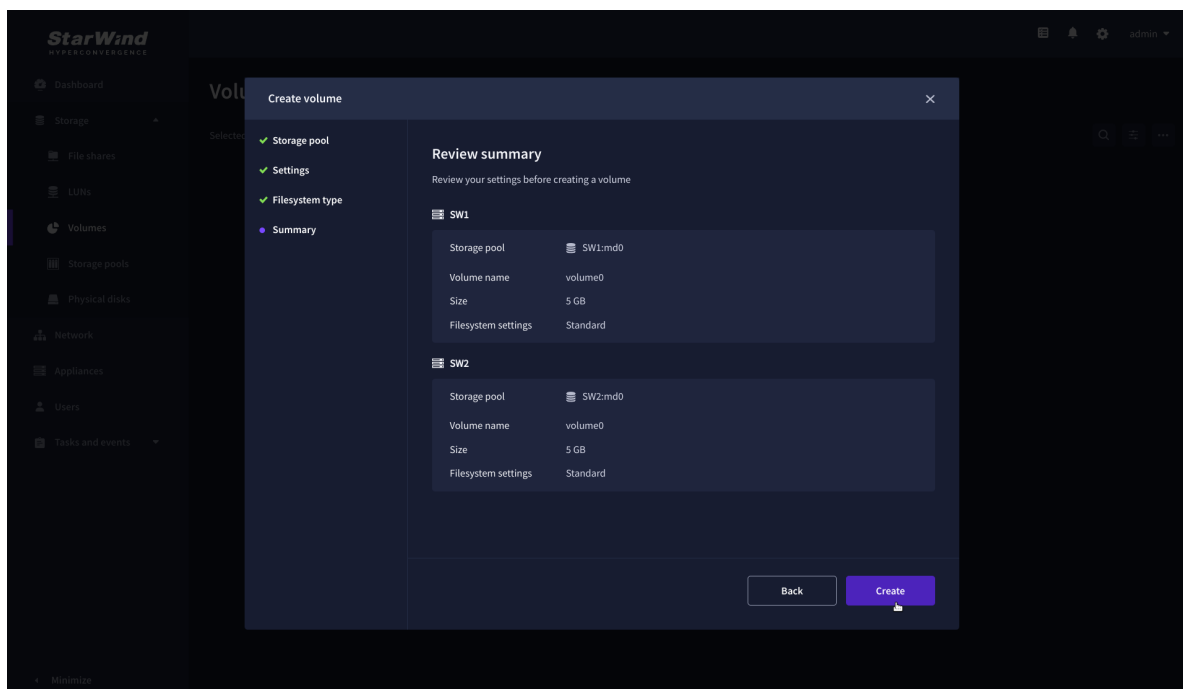 StarWind
HYPERCONVERGENCE
admin
Dashboard
Storage
File shares
LUNs
Volumes
Storage pools
Physical disks
Network
Appliances
Users
Tasks and events
Minimize
Volu
Selected
Create volume
Storage pool
Settings
Filesystem type
Summary
Review summary
Review your settings before creating a volume
SW1
Storage pool SW1:md0
Volume name volume0
Size 5 GB
Filesystem settings Standard
SW2
Storage pool SW2:md0
Volume name volume0
Size 5 GB
Filesystem settings Standard
Back Create